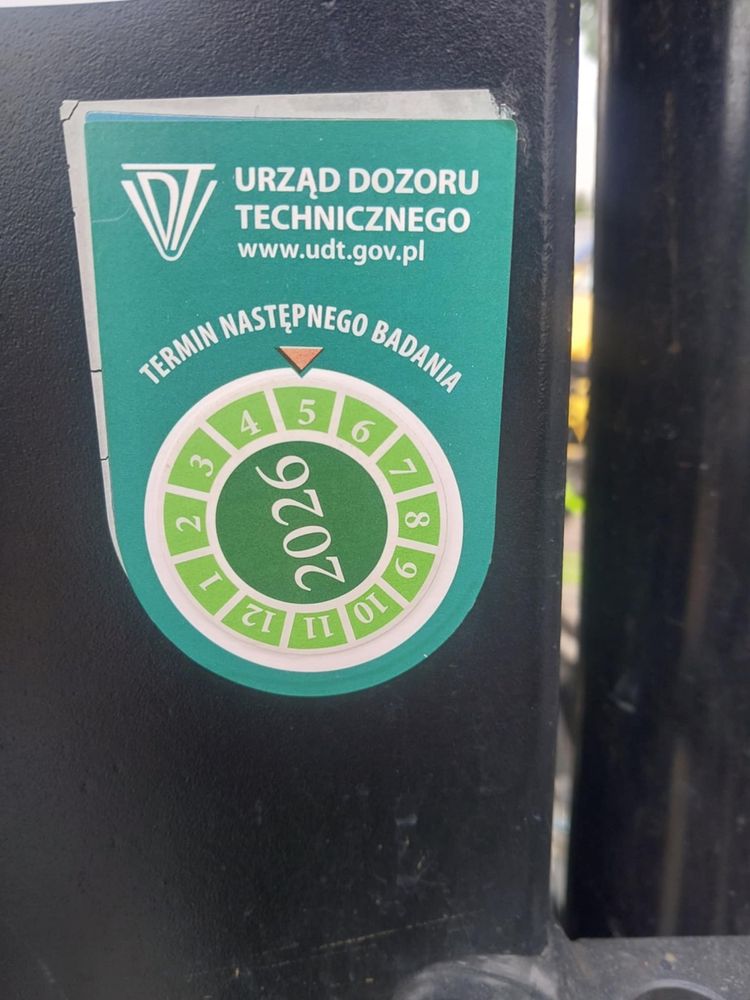 URZĄD DOZORU
TECHNICZNEGO
www.udt.gov.pl
TERMIN NASTĘPNEGO BADANIA
1 2 3 4 5 6 7 8 9 10 11 12
2026